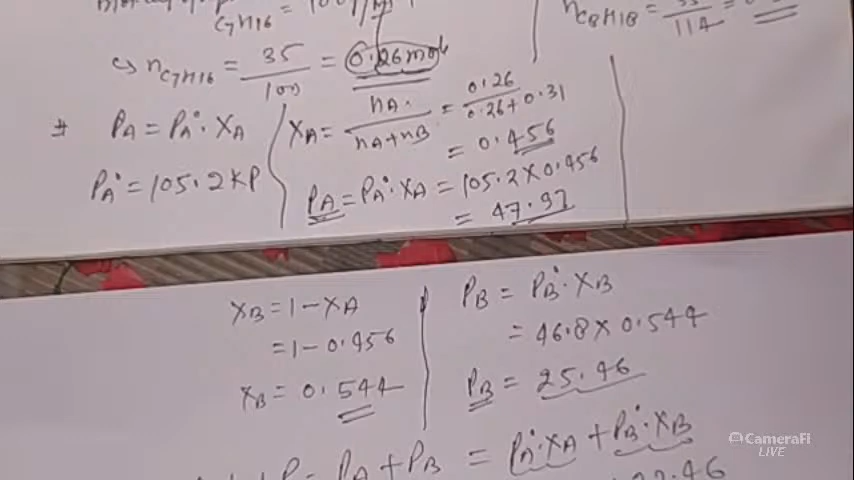 C7H16 = 100g/
nC7H16 = 35/100 = 0.26 mol
nC8H18 = 35/114 =
# PA = PA°·XA
PA° = 105.2 KP
XA = nA/nA+nB = 0.26/0.26+0.31
= 0.456
PA = PA°·XA = 105.2 X 0.456
= 47.97
XB = 1 - XA
= 1 - 0.456
XB = 0.544
PB = PB°·XB
= 46.8 X 0.544
PB = 25.46
PA + PB = PA°·XA + PB°·XB
CameraFi
LIVE